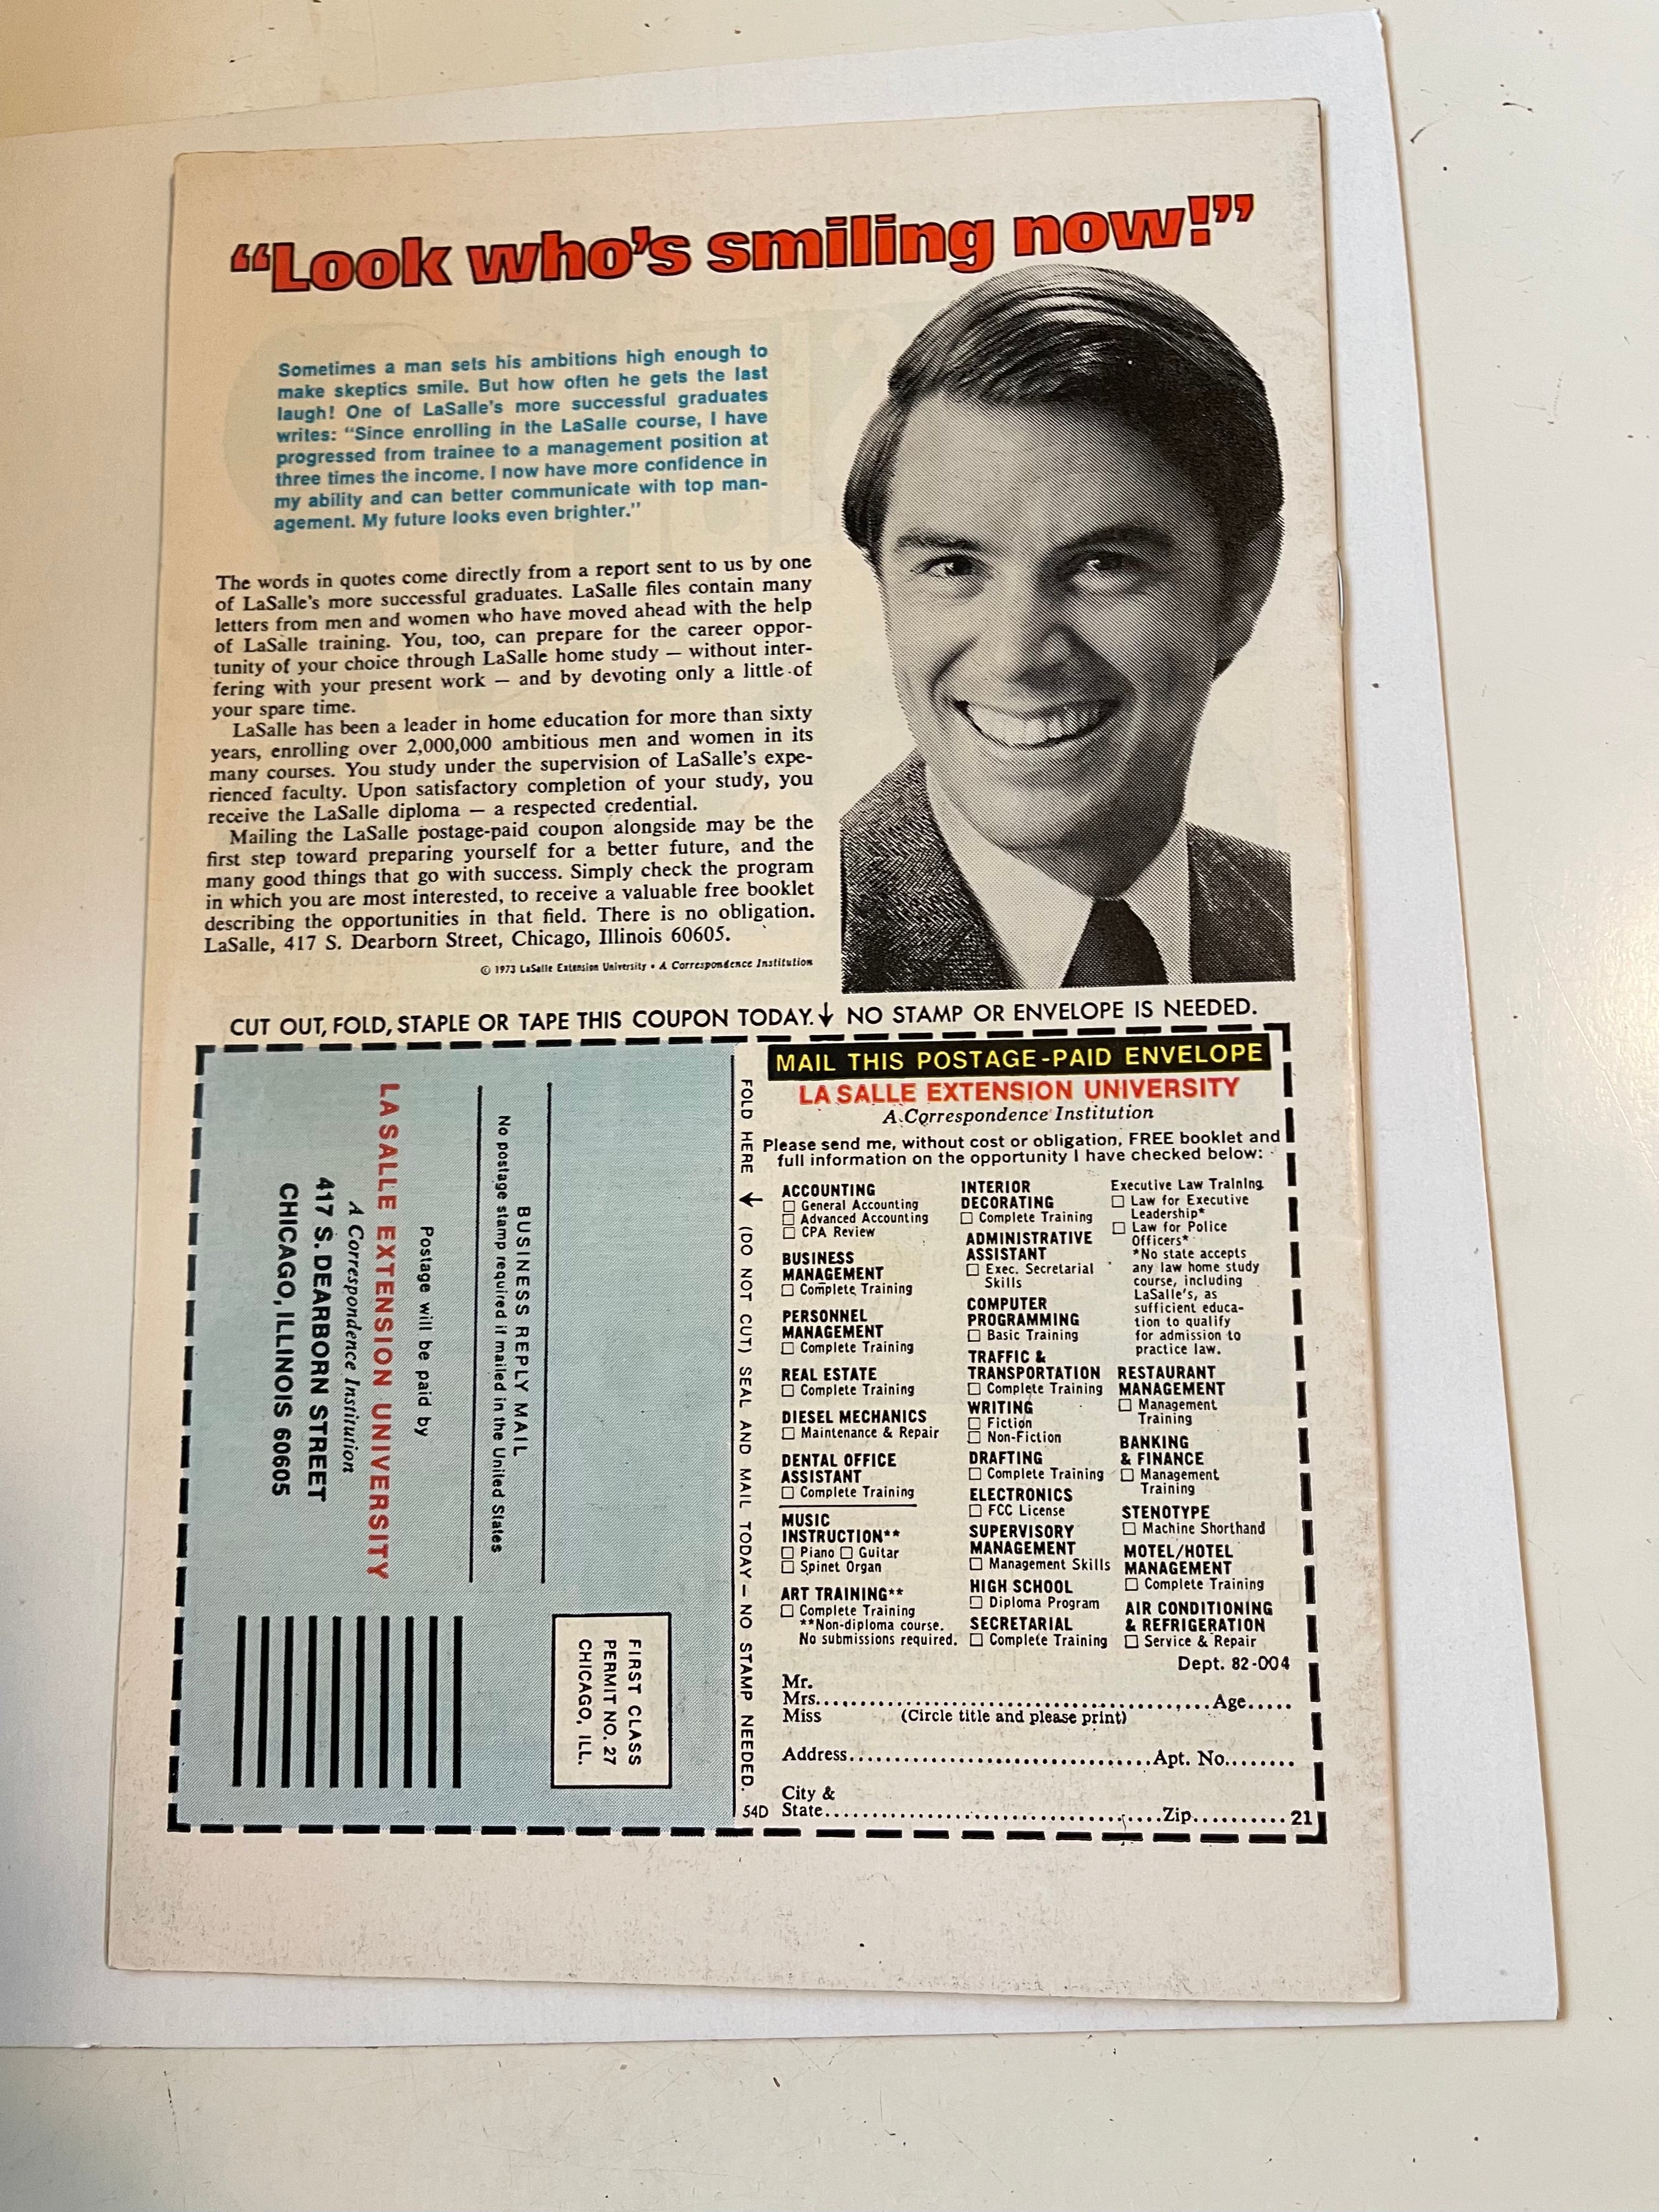 “Look who’s smiling now!”
Sometimes a man sets his ambitions high enough to
make skeptics smile. But how often he gets the last
laugh! One of LaSalle’s more successful graduates
writes: “Since enrolling in the LaSalle course, I have
progressed from trainee to a management position at
three times the income. I now have more confidence in
my ability and can better communicate with top man-
agement. My future looks even brighter.”
The words in quotes come directly from a report sent to us by one
of LaSalle’s more successful graduates. LaSalle files contain many
letters from men and women who have moved ahead with the help
of LaSalle training. You, too, can prepare for the career oppor-
tunity of your choice through LaSalle home study — without inter-
fering with your present work — and by devoting only a little of
your spare time.
LaSalle has been a leader in home education for more than sixty
years, enrolling over 2,000,000 ambitious men and women in its
many courses. You study under the supervision of LaSalle’s expe-
rienced faculty. Upon satisfactory completion of your study, you
receive the LaSalle diploma — a respected credential.
Mailing the LaSalle postage-paid coupon alongside may be the
first step toward preparing yourself for a better future, and the
many good things that go with success. Simply check the program
in which you are most interested, to receive a valuable free booklet
describing the opportunities in that field. There is no obligation.
LaSalle, 417 S. Dearborn Street, Chicago, Illinois 60605.
© 1973 LaSalle Extension University • A Correspondence Institution
CUT OUT, FOLD, STAPLE OR TAPE THIS COUPON TODAY. NO STAMP OR ENVELOPE IS NEEDED.
FIRST CLASS
PERMIT NO. 27
CHICAGO, ILL.
BUSINESS REPLY MAIL
No postage stamp required if mailed in the United States
Postage will be paid by
LA SALLE EXTENSION UNIVERSITY
A Correspondence Institution
417 S. DEARBORN STREET
CHICAGO, ILLINOIS 60605
FOLD HERE (DO NOT CUT) SEAL AND MAIL TODAY—NO STAMP NEEDED.
54D
MAIL THIS POSTAGE-PAID ENVELOPE
LA SALLE EXTENSION UNIVERSITY
A Correspondence Institution
Please send me, without cost or obligation, FREE booklet and
full information on the opportunity I have checked below:
ACCOUNTING
General Accounting
Advanced Accounting
CPA Review
BUSINESS
MANAGEMENT
Complete Training
PERSONNEL
MANAGEMENT
Complete Training
REAL ESTATE
Complete Training
DIESEL MECHANICS
Maintenance & Repair
DENTAL OFFICE
ASSISTANT
Complete Training
MUSIC
INSTRUCTION**
Piano Guitar
Spinet Organ
ART TRAINING**
Complete Training
**Non-diploma course.
No submissions required.
INTERIOR
DECORATING
Complete Training
ADMINISTRATIVE
ASSISTANT
Exec. Secretarial
Skills
COMPUTER
PROGRAMMING
Basic Training
TRAFFIC &
TRANSPORTATION
Complete Training
WRITING
Fiction
Non-Fiction
DRAFTING
Complete Training
ELECTRONICS
FCC License
SUPERVISORY
MANAGEMENT
Management Skills
HIGH SCHOOL
Diploma Program
SECRETARIAL
Complete Training
Executive Law Training
Law for Executive
Leadership*
Law for Police
Officers*
*No state accepts
any law home study
course, including
LaSalle’s, as
sufficient educa-
tion to qualify
for admission to
practice law.
RESTAURANT
MANAGEMENT
Management
Training
BANKING
& FINANCE
Management
Training
STENOTYPE
Machine Shorthand
MOTEL/HOTEL
MANAGEMENT
Complete Training
AIR CONDITIONING
& REFRIGERATION
Service & Repair
Dept. 82-004
Mr.
Mrs. Age
Miss (Circle title and please print)
Address Apt. No.
City &
State Zip 21